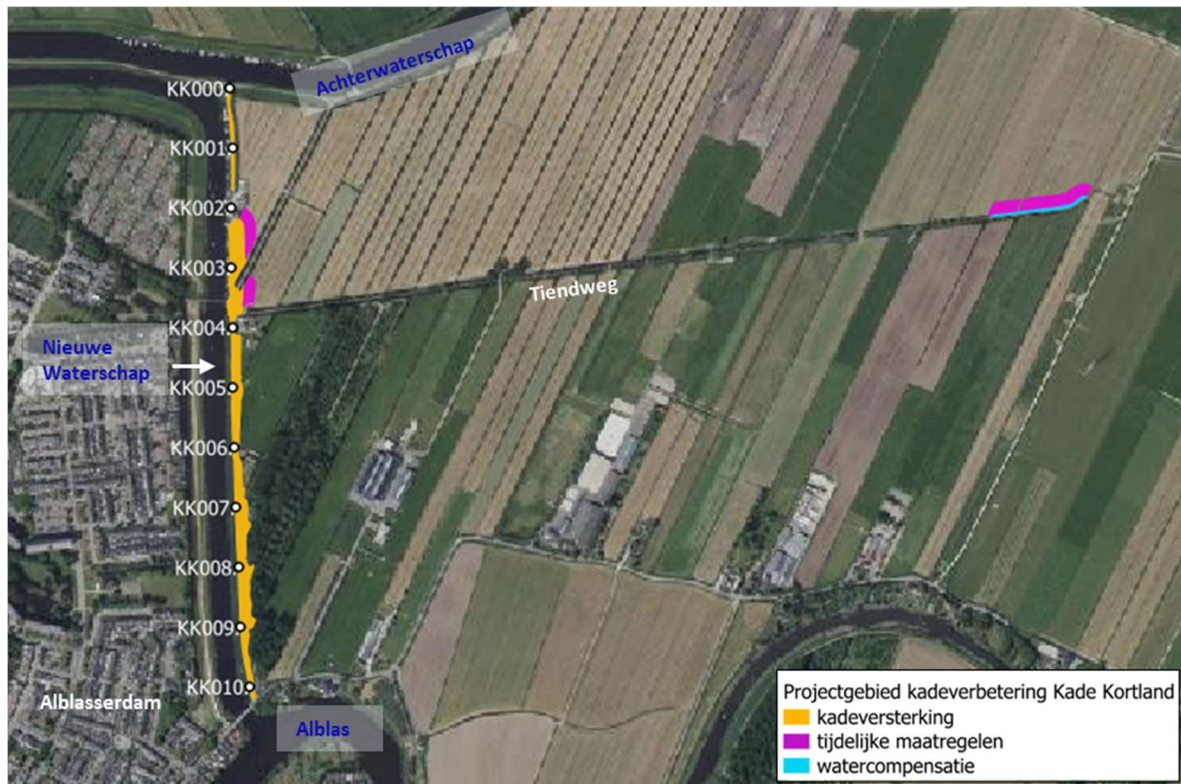 Achterwaterschap
KK000
KK001
KK002
KK003
Tiendweg
KK004
Nieuwe
Waterschap
KK005
KK006
KK007
KK008
KK009
KK010
Alblasserdam
Alblas
Projectgebied kadeverbetering Kade Kortland
kadeversterking
tijdelijke maatregelen
watercompensatie